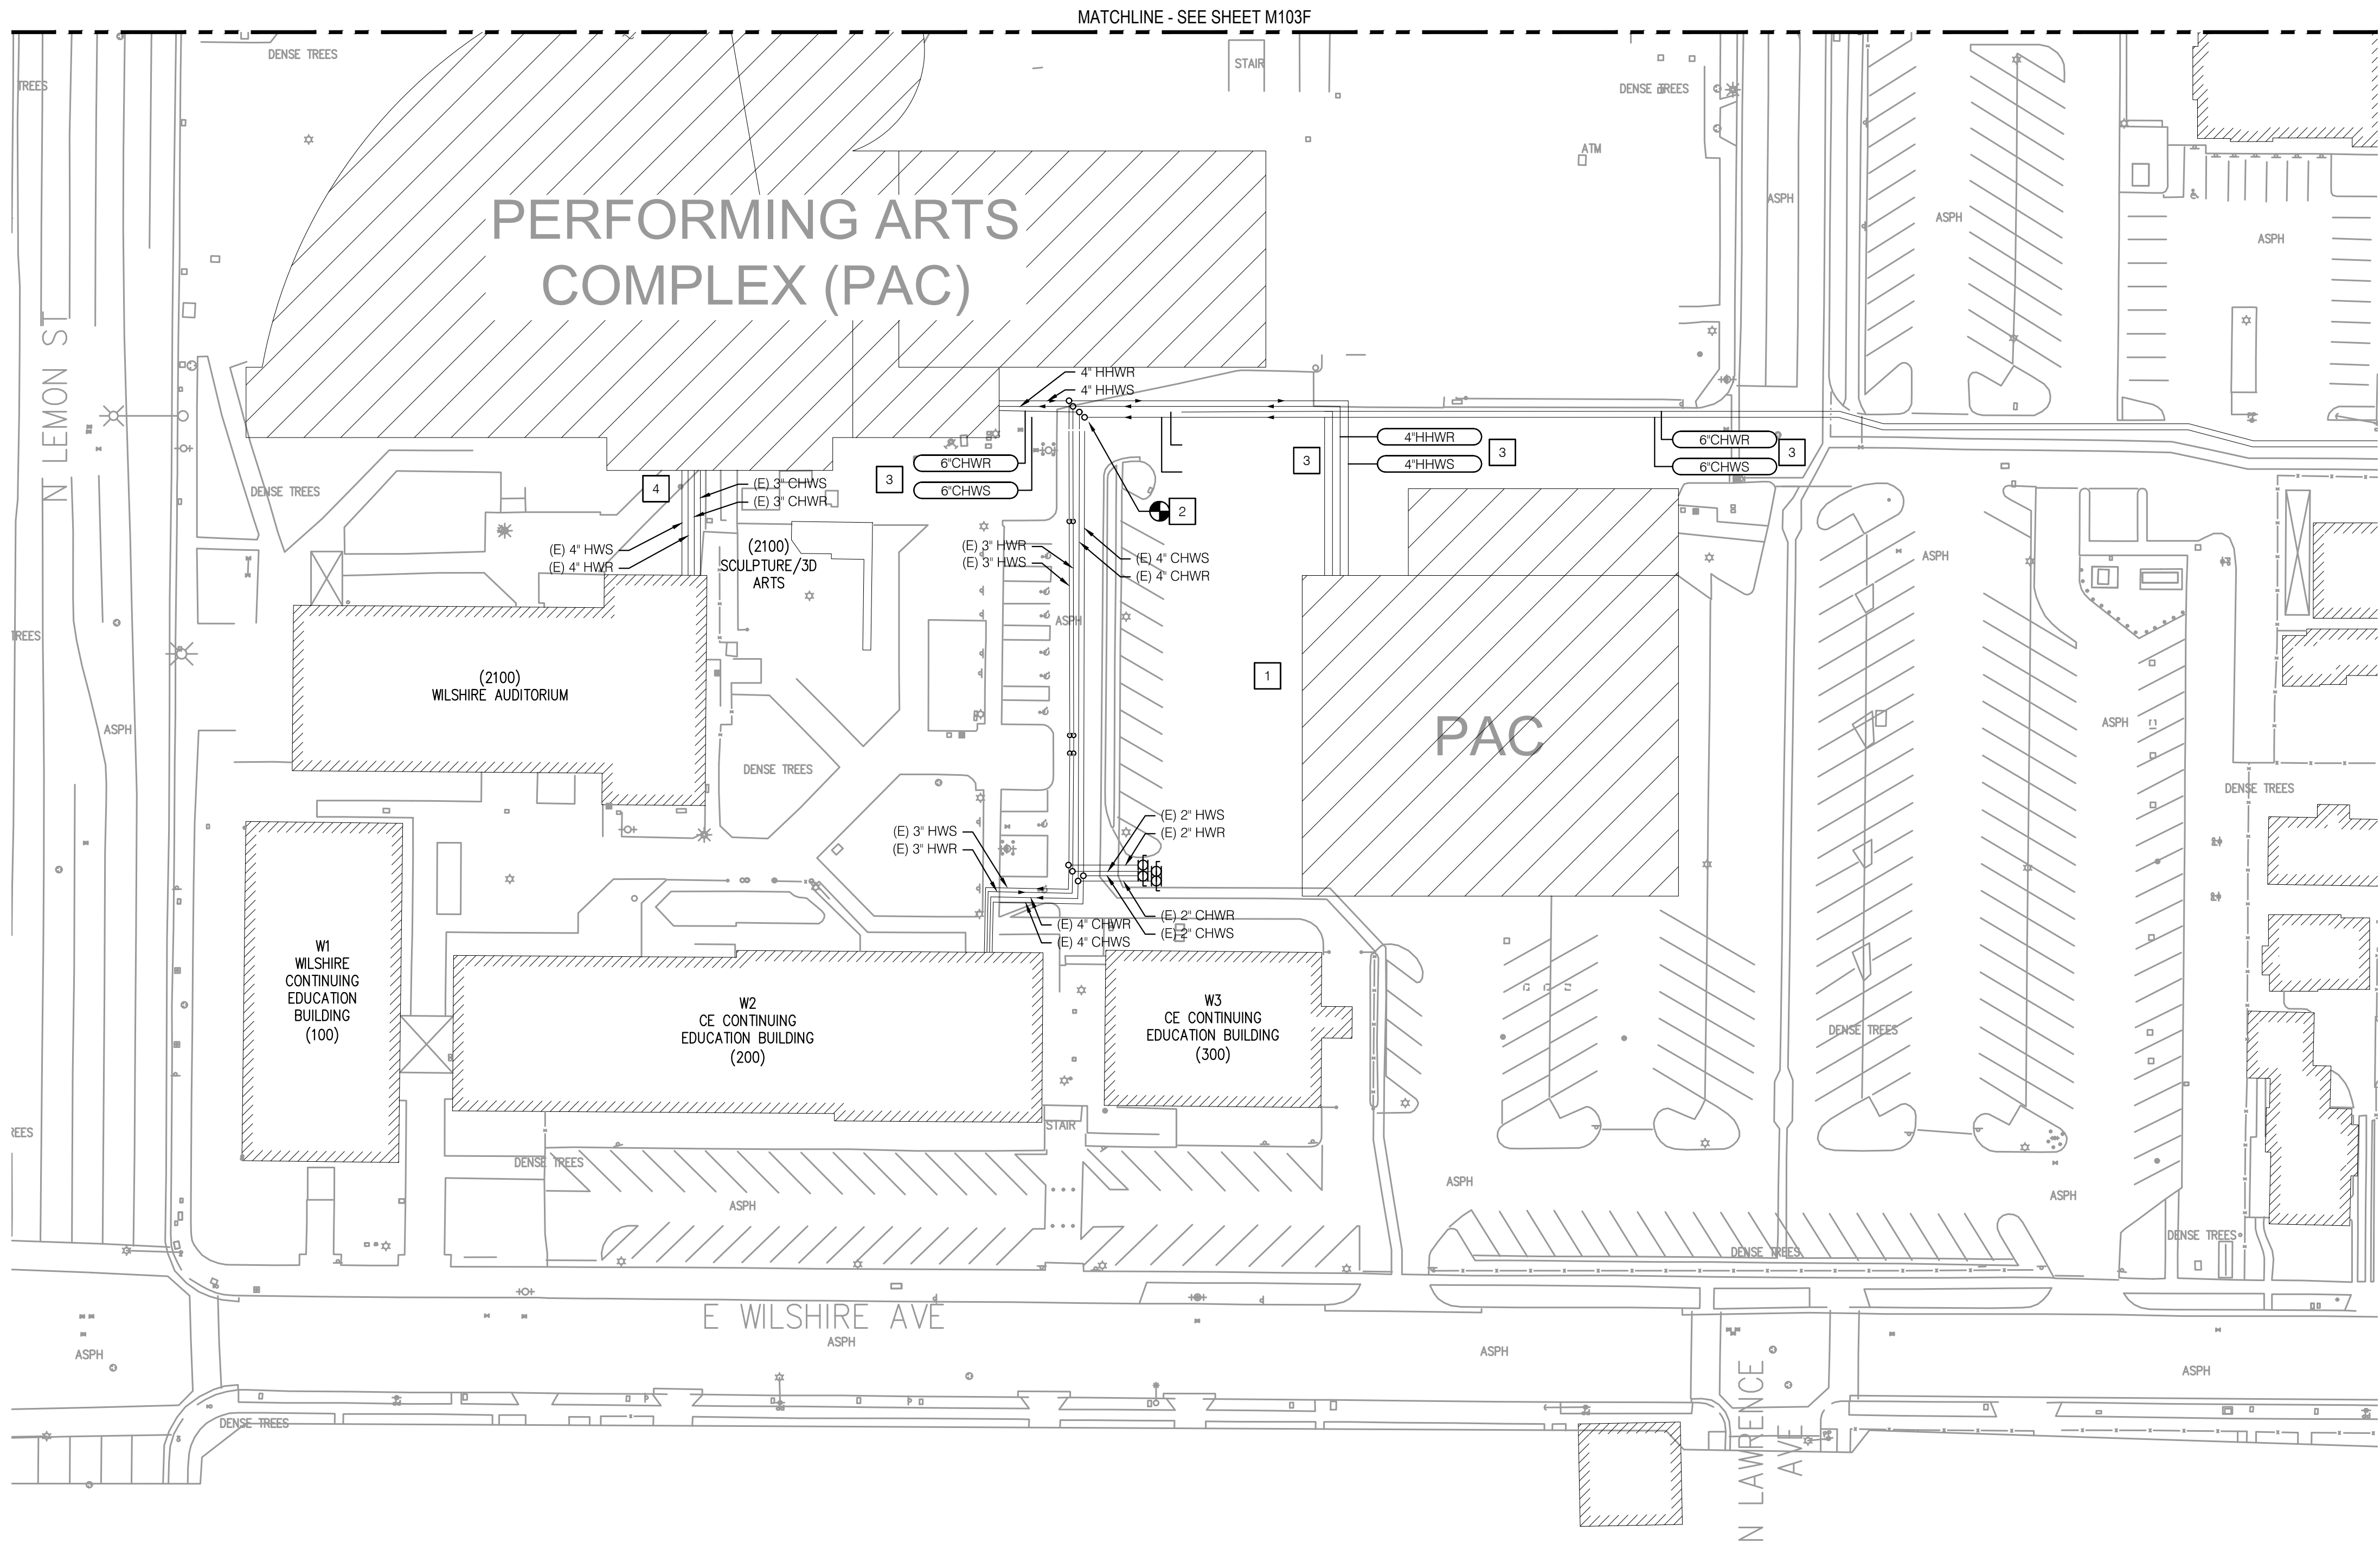 MATCHLINE - SEE SHEET M103F
DENSE TREES
TREES
STAIR
DENSE TREES
ATM
ASPH
ASPH
ASPH
PERFORMING ARTS
COMPLEX (PAC)
N LEMON ST
4" HHWR
4" HHWS
4"HHWR
4"HHWS
3
3
6"CHWR
6"CHWS
3
6"CHWR
6"CHWS
3
4
(E) 3" CHWS
(E) 3" CHWR
DENSE TREES
2
(E) 4" HWS
(E) 4" HWR
(2100)
SCULPTURE/3D
ARTS
(E) 3" HWR
(E) 3" HWS
(E) 4" CHWS
(E) 4" CHWR
ASPH
ASPH
TREES
(2100)
WILSHIRE AUDITORIUM
1
PAC
ASPH
ASPH
DENSE TREES
DENSE TREES
(E) 2" HWS
(E) 2" HWR
(E) 3" HWS
(E) 3" HWR
(E) 2" CHWR
(E) 2" CHWS
(E) 4" CHWR
(E) 4" CHWS
W1
WILSHIRE
CONTINUING
EDUCATION
BUILDING
(100)
W2
CE CONTINUING
EDUCATION BUILDING
(200)
W3
CE CONTINUING
EDUCATION BUILDING
(300)
DENSE TREES
STAIR
DENSE TREES
ASPH
ASPH
ASPH
DENSE TREES
DENSE TREES
E WILSHIRE AVE
ASPH
ASPH
ASPH
ASPH
DENSE TREES
N LAWRENCE
AVE